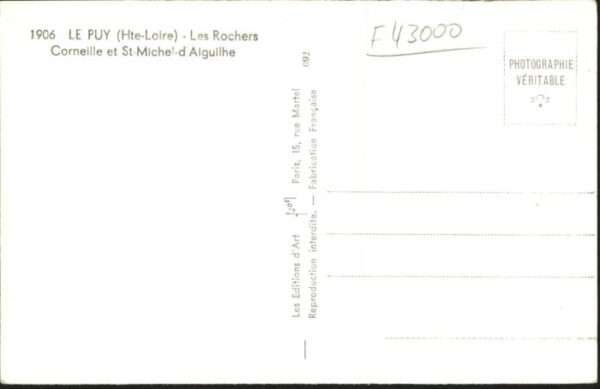 1906 LE PUY (Hte-Loire) - Les Rochers
Corneille et St-Michel-d'Aiguilhe
F43000
PHOTOGRAPHIE
VÉRITABLE
Les Editions d'Art Paris, 15, rue Martel
Reproduction interdite. — Fabrication Française